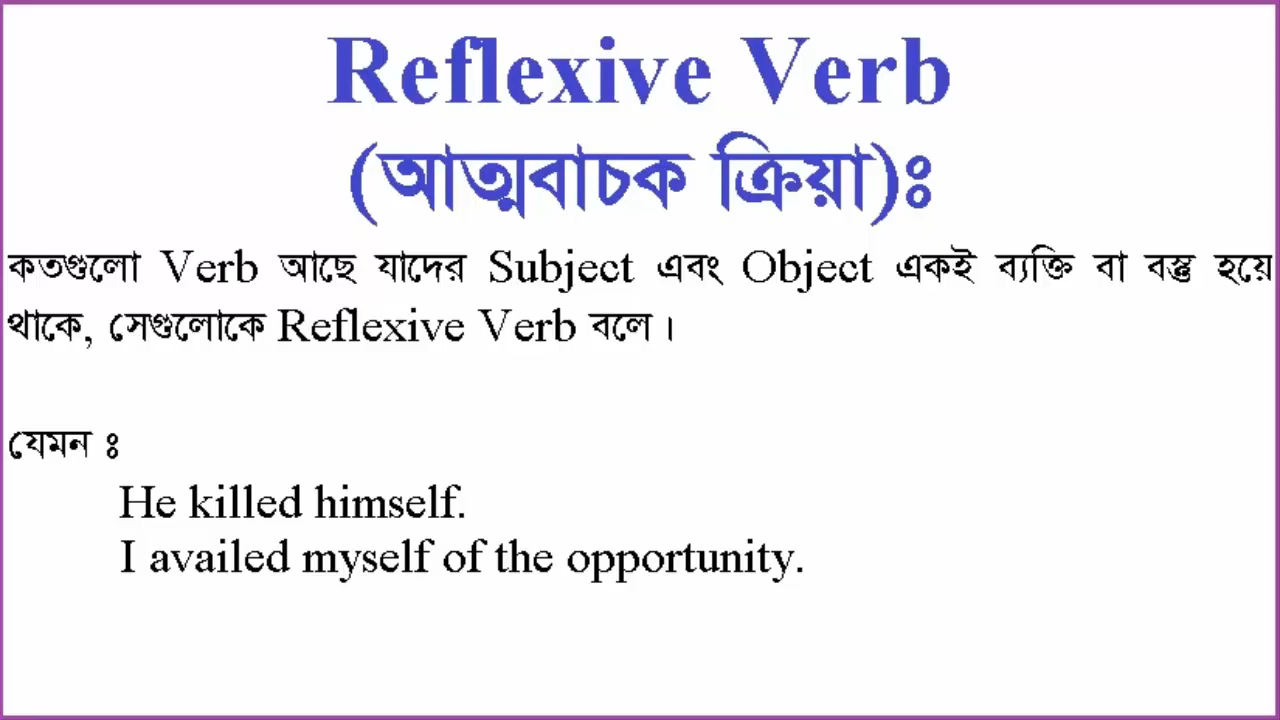 Reflexive Verb
(আত্মবাচক ক্রিয়া)ঃ
কতগুলো Verb আছে যাদের Subject এবং Object একই ব্যক্তি বা বস্তু হয়ে
থাকে, সেগুলোকে Reflexive Verb বলে।
যেমন ঃ
He killed himself.
I availed myself of the opportunity.